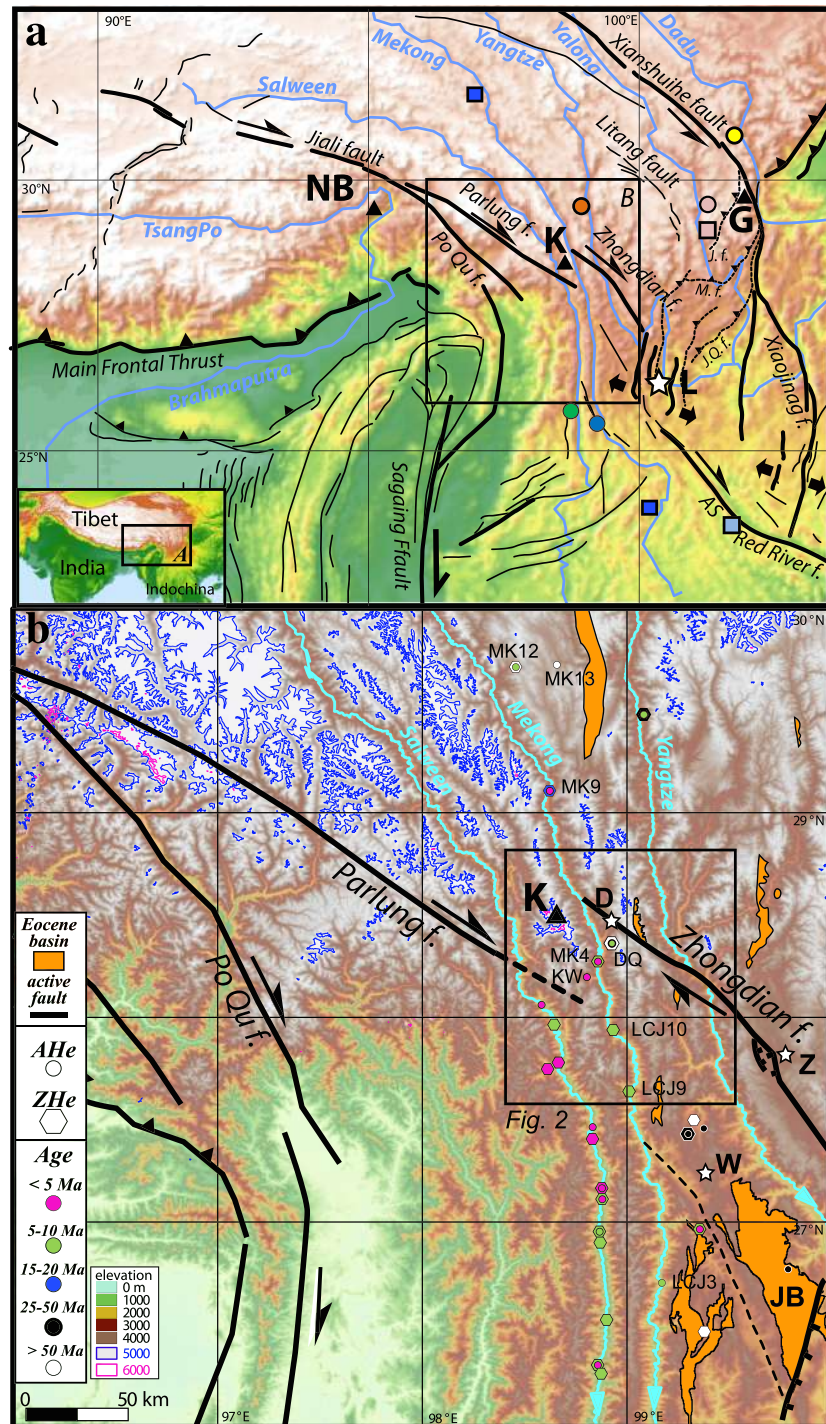 a
90°E
100°E
Mekong
Yangtze
Yalong
Dadu
Salween
Xianshuihe fault
Jiali fault
Litang fault
30°N
NB
Parlung f.
B
G
TsangPo
K
Po Qu f.
Zhongdian f.
J. f.
M. f.
J.Q. f.
Main Frontal Thrust
Brahmaputra
L
Xiaojinag f.
25°N
Sagaing Ffault
AS Red River f.
Tibet
India
A
Indochina
b
30°N
MK12
MK13
Mekong
Salween
Yangtze
MK9
29°N
Parlung f.
K
D
MK4
DQ
KW
Zhongdian f.
Po Qu f.
LCJ10
Z
LCJ9
Fig. 2
W
27°N
LCJ3
JB
Eocene
basin
active
fault
AHe
ZHe
Age
< 5 Ma
5-10 Ma
15-20 Ma
25-50 Ma
> 50 Ma
elevation
0 m
1000
2000
3000
4000
5000
6000
0 50 km
97°E
98°E
99°E